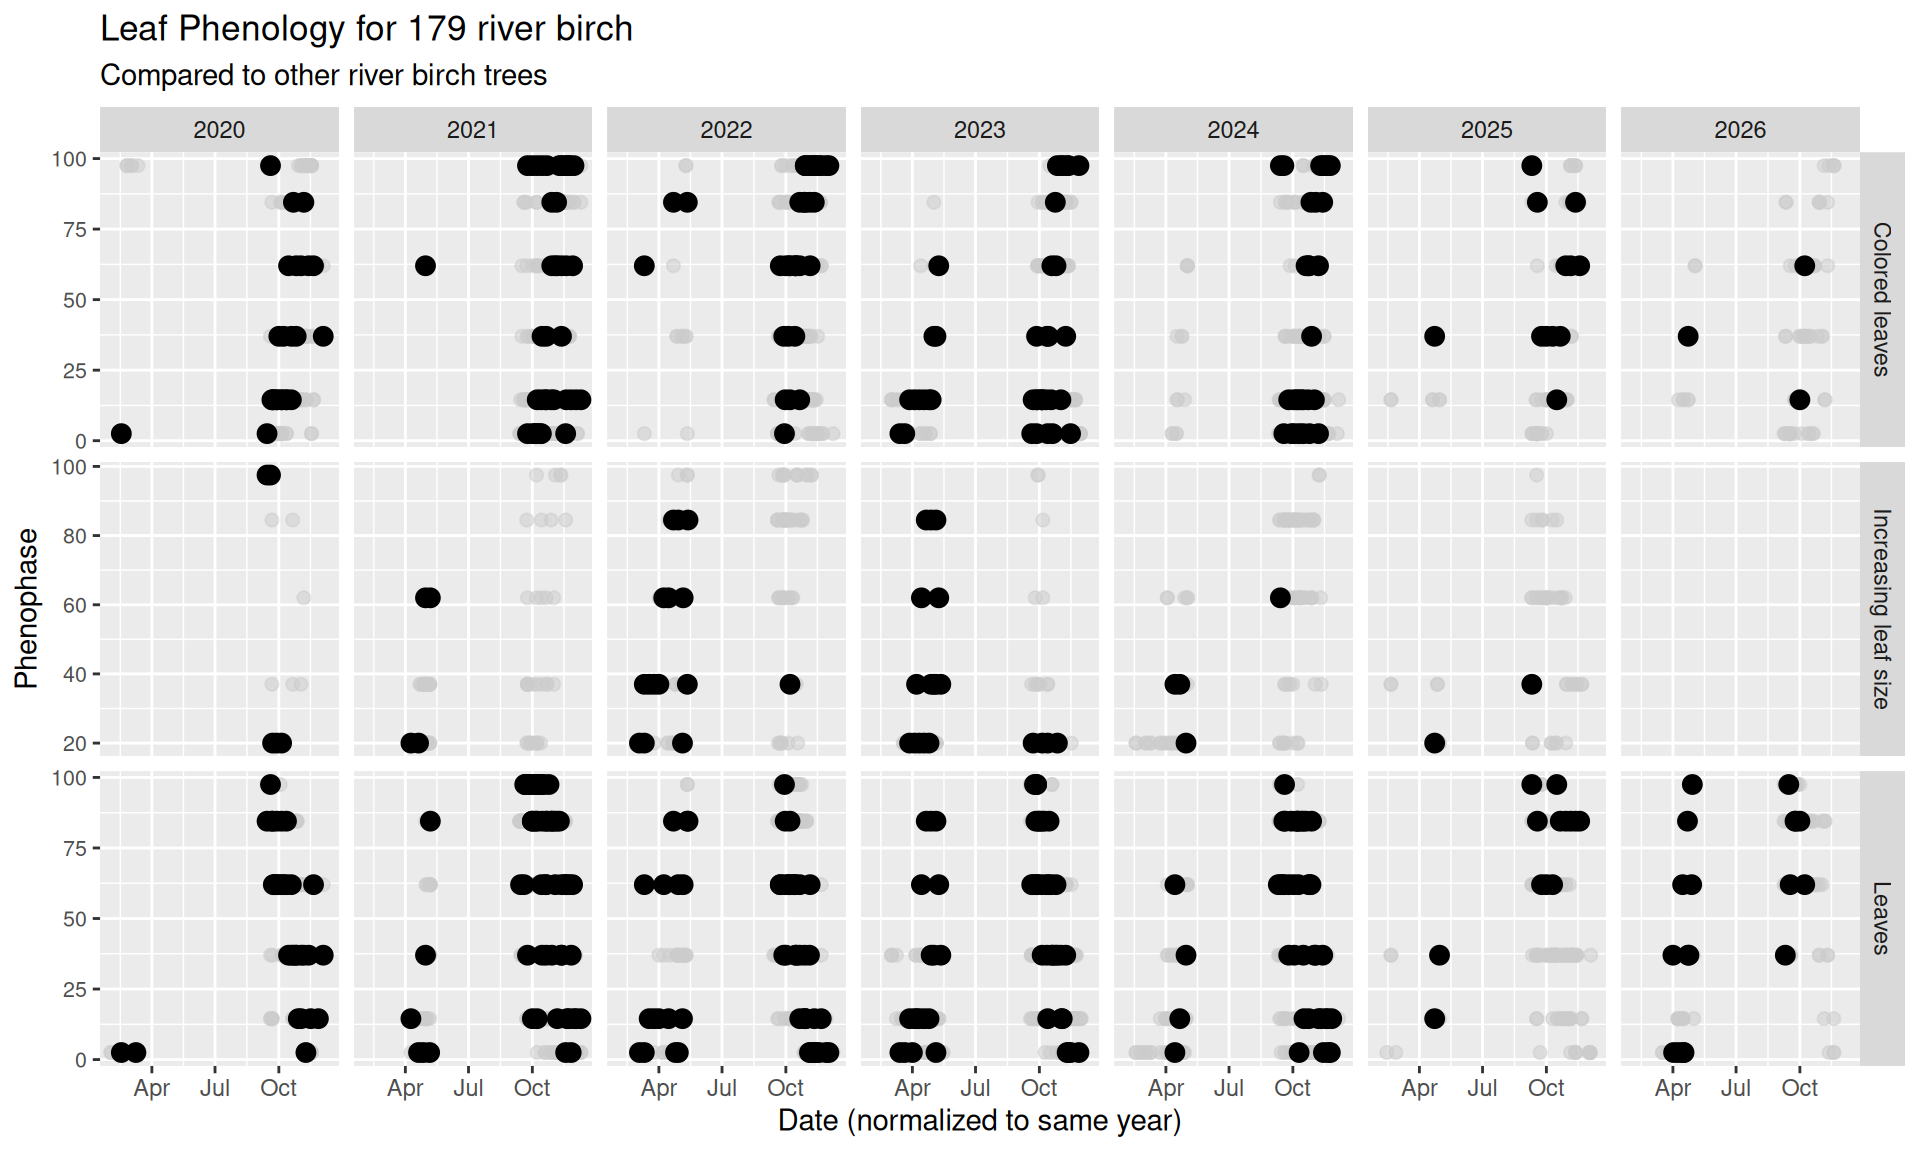 Leaf Phenology for 179 river birch
Compared to other river birch trees
2020 2021 2022 2023 2024 2025 2026
100
75
50
25
0
Colored leaves
100
80
60
40
20
Increasing leaf size
100
75
50
25
0
Leaves
Phenophase
Apr Jul Oct Apr Jul Oct Apr Jul Oct Apr Jul Oct Apr Jul Oct Apr Jul Oct Apr Jul Oct
Date (normalized to same year)